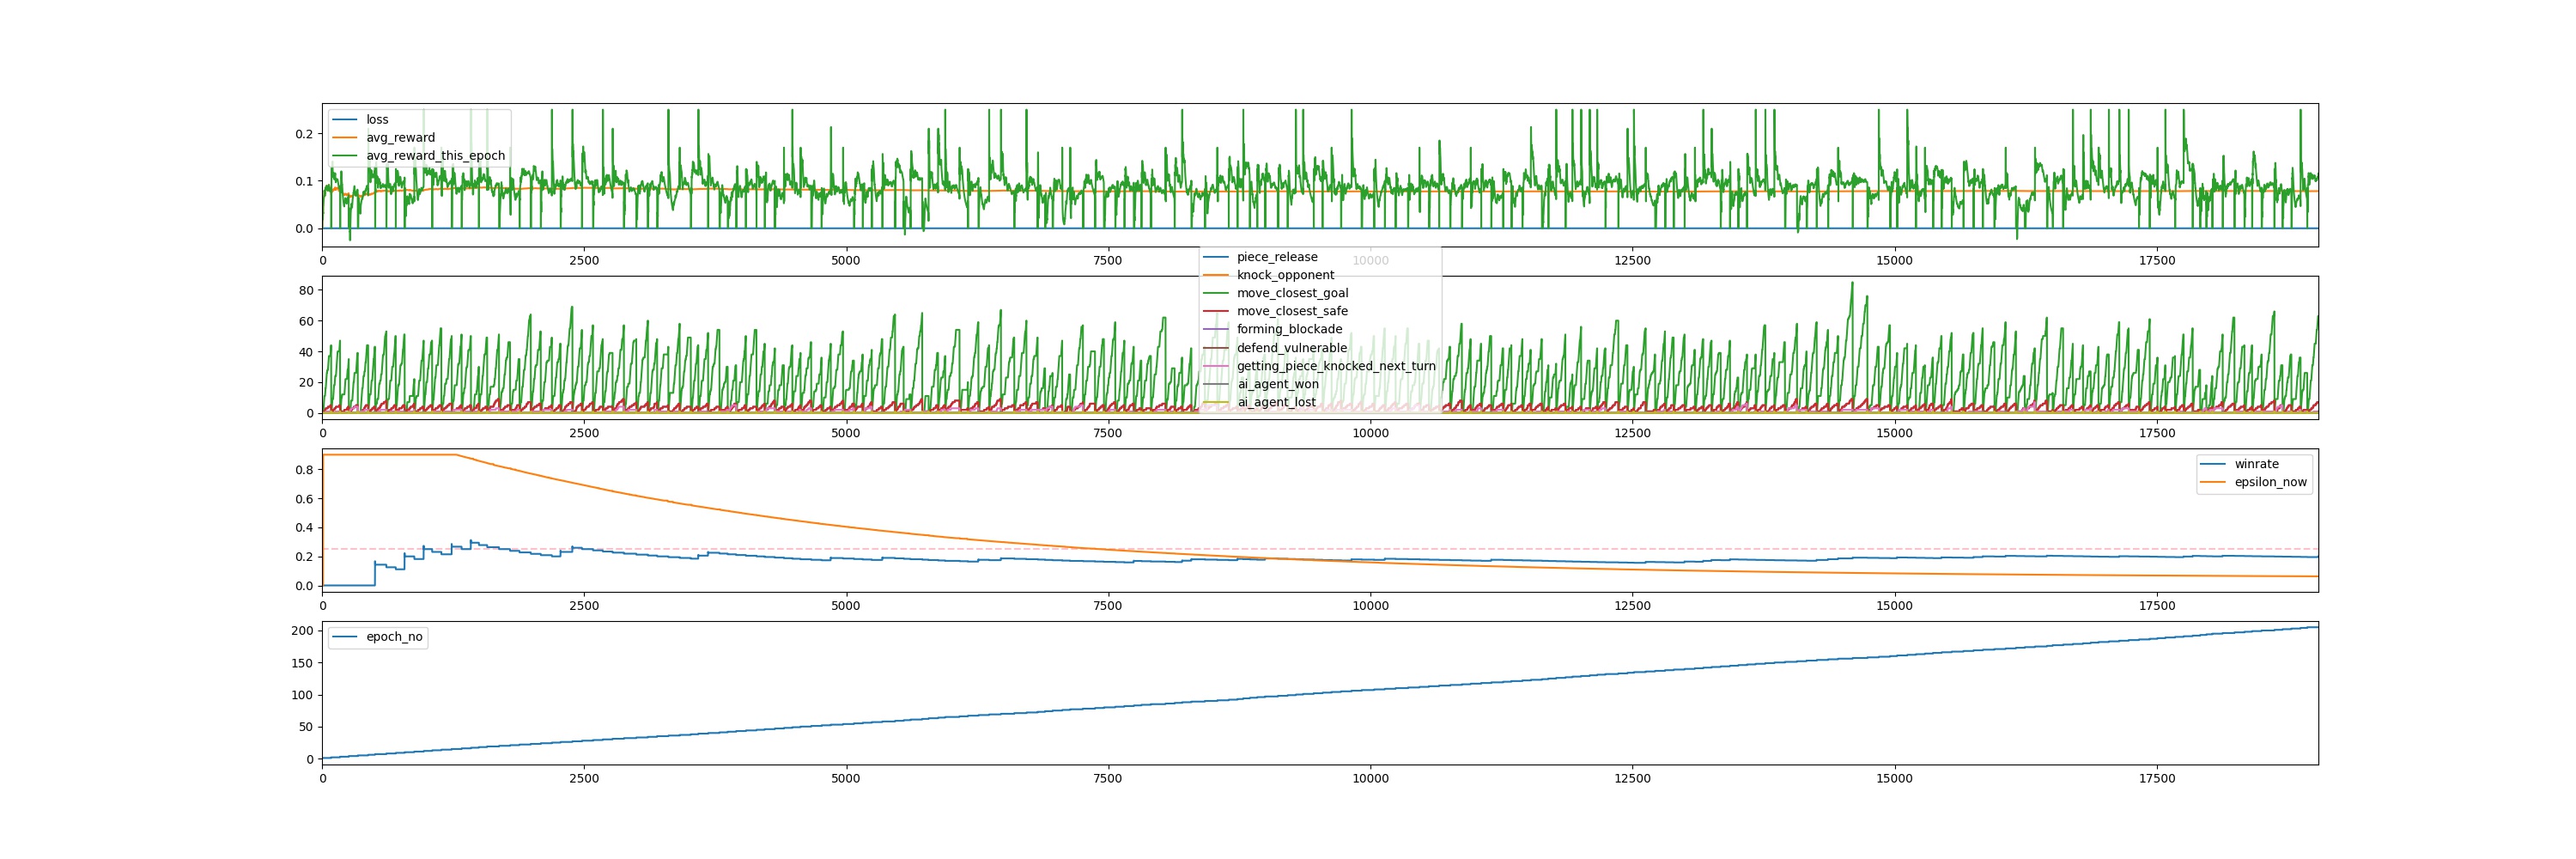 loss
avg_reward
avg_reward_this_epoch
0.2
0.1
0.0
0 2500 5000 7500 10000 12500 15000 17500
piece_release
knock_opponent
move_closest_goal
move_closest_safe
forming_blockade
defend_vulnerable
getting_piece_knocked_next_turn
ai_agent_won
ai_agent_lost
80
60
40
20
0
0 2500 5000 7500 10000 12500 15000 17500
winrate
epsilon_now
0.8
0.6
0.4
0.2
0.0
0 2500 5000 7500 10000 12500 15000 17500
epoch_no
200
150
100
50
0
0 2500 5000 7500 10000 12500 15000 17500